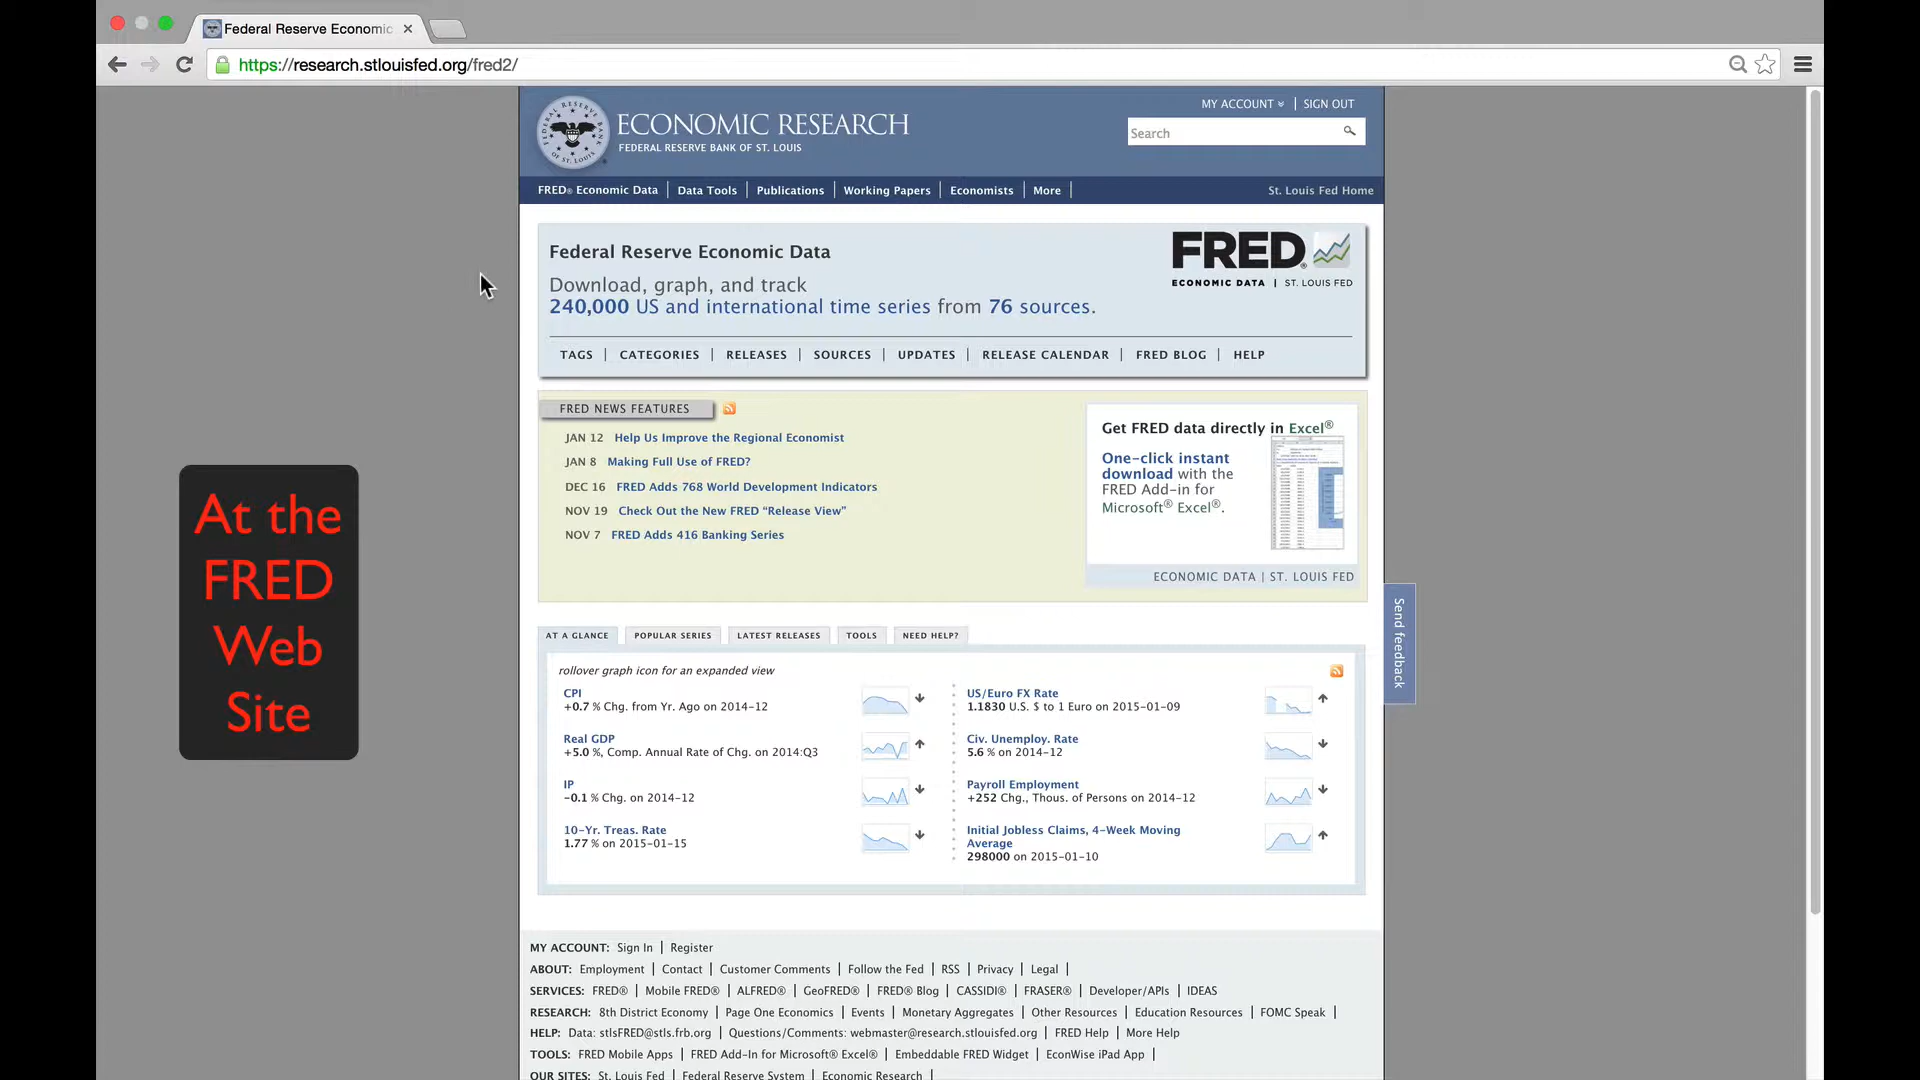 Federal Reserve Economic
https://research.stlouisfed.org/fred2/
MY ACCOUNT | SIGN OUT
ECONOMIC RESEARCH
FEDERAL RESERVE BANK OF ST. LOUIS
Search
FRED® Economic Data | Data Tools | Publications | Working Papers | Economists | More |
St. Louis Fed Home
Federal Reserve Economic Data
Download, graph, and track
240,000 US and international time series from 76 sources.
FRED®
ECONOMIC DATA | ST. LOUIS FED
TAGS | CATEGORIES | RELEASES | SOURCES | UPDATES | RELEASE CALENDAR | FRED BLOG | HELP
FRED NEWS FEATURES
JAN 12 Help Us Improve the Regional Economist
JAN 8 Making Full Use of FRED?
DEC 16 FRED Adds 768 World Development Indicators
NOV 19 Check Out the New FRED “Release View”
NOV 7 FRED Adds 416 Banking Series
Get FRED data directly in Excel®
One-click instant
download with the
FRED Add-in for
Microsoft® Excel®.
ECONOMIC DATA | ST. LOUIS FED
At the
FRED
Web
Site
Send feedback
AT A GLANCE
POPULAR SERIES
LATEST RELEASES
TOOLS
NEED HELP?
rollover graph icon for an expanded view
CPI
+0.7 % Chg. from Yr. Ago on 2014-12
Real GDP
+5.0 %, Comp. Annual Rate of Chg. on 2014:Q3
IP
-0.1 % Chg. on 2014-12
10-Yr. Treas. Rate
1.77 % on 2015-01-15
US/Euro FX Rate
1.1830 U.S. $ to 1 Euro on 2015-01-09
Civ. Unemploy. Rate
5.6 % on 2014-12
Payroll Employment
+252 Chg., Thous. of Persons on 2014-12
Initial Jobless Claims, 4-Week Moving
Average
298000 on 2015-01-10
MY ACCOUNT: Sign In | Register
ABOUT: Employment | Contact | Customer Comments | Follow the Fed | RSS | Privacy | Legal |
SERVICES: FRED® | Mobile FRED® | ALFRED® | GeoFRED® | FRED® Blog | CASSIDI® | FRASER® | Developer/APIs | IDEAS
RESEARCH: 8th District Economy | Page One Economics | Events | Monetary Aggregates | Other Resources | Education Resources | FOMC Speak |
HELP: Data: stlsFRED@stls.frb.org | Questions/Comments: webmaster@research.stlouisfed.org | FRED Help | More Help
TOOLS: FRED Mobile Apps | FRED Add-In for Microsoft® Excel® | Embeddable FRED Widget | EconWise iPad App |
OUR SITES: St. Louis Fed | Federal Reserve System | Economic Research |